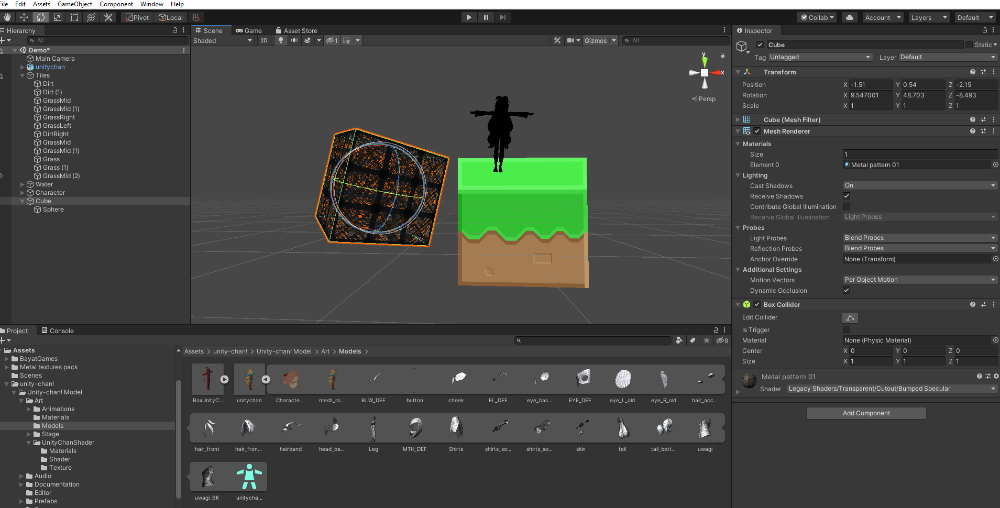 File Edit Assets GameObject Component Window Help
Pivot Local Collab Account Layers Default
Hierarchy
All
Demo*
Main Camera
unitychan
Tiles
Dirt
Dirt (1)
GrassMid
GrassMid (1)
GrassRight
GrassLeft
DirtRight
GrassMid
GrassMid (1)
Grass
Grass (1)
GrassMid (2)
Water
Character
Cube
Sphere
Scene Game Asset Store
Shaded 2D 1 Gizmos All
y
x
Persp
Inspector
Cube Static
Tag Untagged Layer Default
Transform
Position X -1.51 Y 0.54 Z -2.15
Rotation X 9.547001 Y 48.703 Z -8.493
Scale X 1 Y 1 Z 1
Cube (Mesh Filter)
Mesh Renderer
Materials
Size 1
Element 0 Metal pattern 01
Lighting
Cast Shadows On
Receive Shadows
Contribute Global Illumination
Receive Global Illumination Light Probes
Probes
Light Probes Blend Probes
Reflection Probes Blend Probes
Anchor Override None (Transform)
Additional Settings
Motion Vectors Per Object Motion
Dynamic Occlusion
Box Collider
Edit Collider
Is Trigger
Material None (Physic Material)
Center X 0 Y 0 Z 0
Size X 1 Y 1 Z 1
Metal pattern 01
Shader Legacy Shaders/Transparent/Cutout/Bumped Specular
Add Component
Project Console
8
Assets
BayatGames
Metal textures pack
Scenes
unity-chan!
Unity-chan! Model
Art
Animations
Materials
Models
Stage
UnityChanShader
Materials
Shader
Texture
Audio
Documentation
Editor
Prefabs
Assets > unity-chan! > Unity-chan! Model > Art > Models >
BoxUnityC... unitychan Characte... mesh_ro... BLW_DEF button cheek EL_DEF eye_bas... EYE_DEF eye_L_old eye_R_old hair_acc...
hair_front hair_fron... hairband head_ba... Leg MTH_DEF Shirts shirts_so... shirts_so... skin tail tail_bott... uwagi
uwagi_BK unitycha...